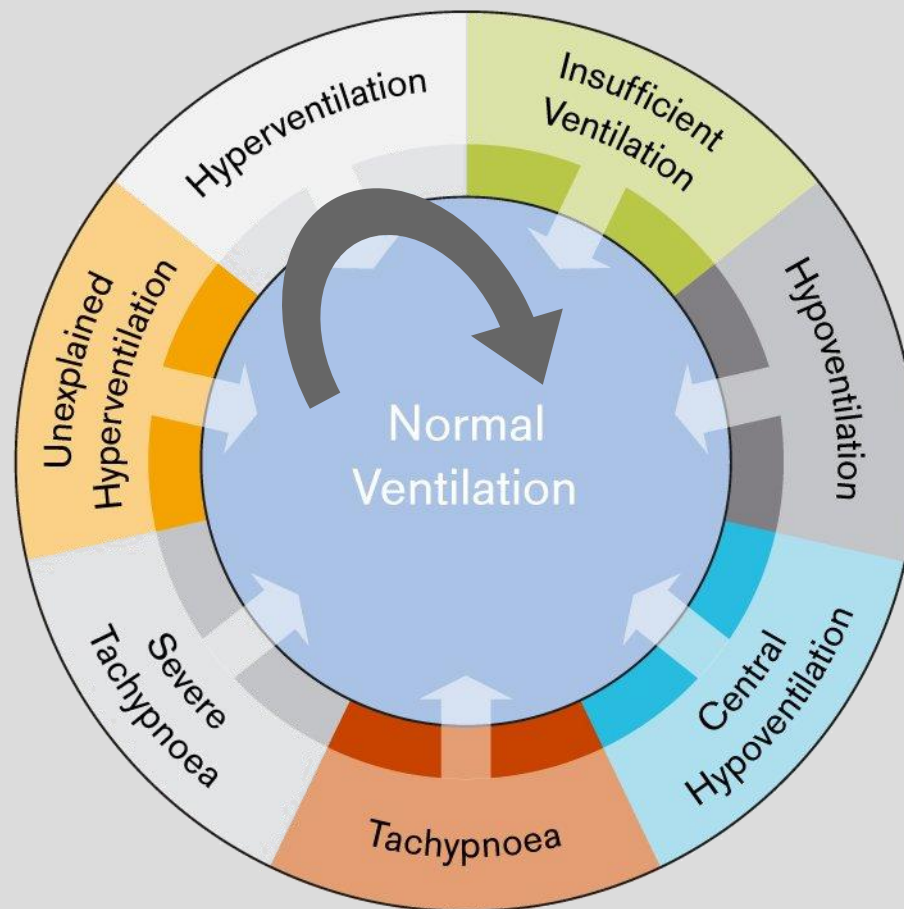 Hyperventilation
Insufficient
Ventilation
Hypoventilation
Central
Hypoventilation
Tachypnoea
Severe
Tachypnoea
Unexplained
Hyperventilation
Normal
Ventilation